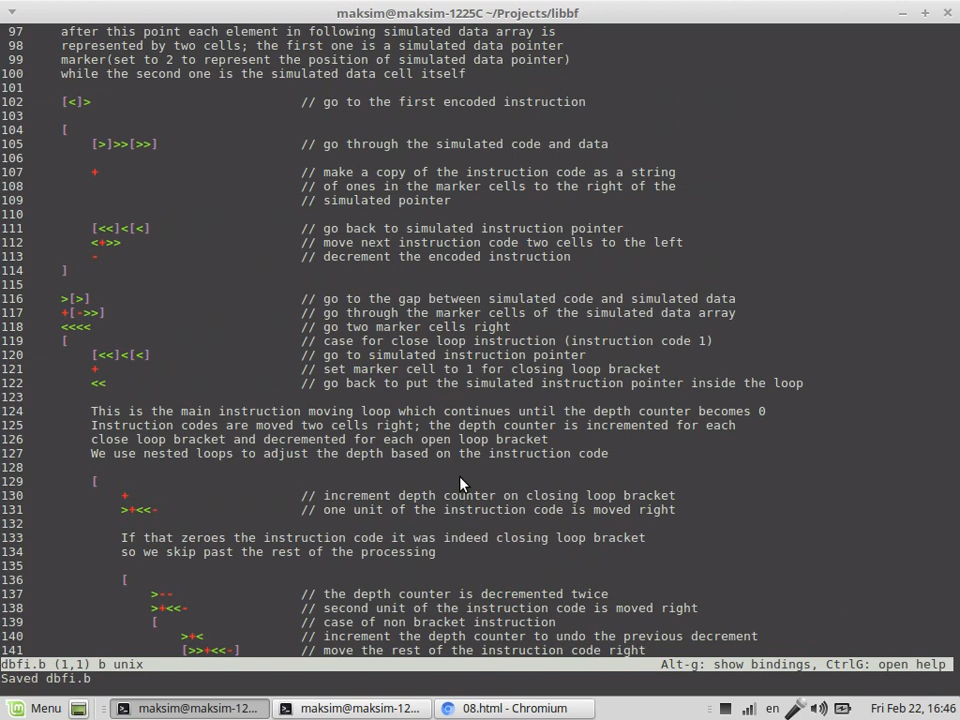 maksim@maksim-1225C ~/Projects/libbf
97 after this point each element in following simulated data array is
98 represented by two cells; the first one is a simulated data pointer
99 marker(set to 2 to represent the position of simulated data pointer)
100 while the second one is the simulated data cell itself
101
102 [<]> // go to the first encoded instruction
103
104 [
105 [>]>>[>>] // go through the simulated code and data
106
107 + // make a copy of the instruction code as a string
108 // of ones in the marker cells to the right of the
109 // simulated pointer
110
111 [<<]<[<] // go back to simulated instruction pointer
112 <+>> // move next instruction code two cells to the left
113 - // decrement the encoded instruction
114 ]
115
116 >[>] // go to the gap between simulated code and simulated data
117 +[->>] // go through the marker cells of the simulated data array
118 <<<< // go two marker cells right
119 [ // case for close loop instruction (instruction code 1)
120 [<<]<[<] // go to simulated instruction pointer
121 + // set marker cell to 1 for closing loop bracket
122 << // go back to put the simulated instruction pointer inside the loop
123
124 This is the main instruction moving loop which continues until the depth counter becomes 0
125 Instruction codes are moved two cells right; the depth counter is incremented for each
126 close loop bracket and decremented for each open loop bracket
127 We use nested loops to adjust the depth based on the instruction code
128
129 [
130 + // increment depth counter on closing loop bracket
131 >+<<- // one unit of the instruction code is moved right
132
133 If that zeroes the instruction code it was indeed closing loop bracket
134 so we skip past the rest of the processing
135
136 [
137 >-- // the depth counter is decremented twice
138 >+<<- // second unit of the instruction code is moved right
139 [ // case of non bracket instruction
140 >+< // increment the depth counter to undo the previous decrement
141 [>>+<<-] // move the rest of the instruction code right
dbfi.b (1,1) b unix Alt-g: show bindings, CtrlG: open help
Saved dbfi.b
Menu maksim@maksim-12... maksim@maksim-12... 08.html - Chromium en Fri Feb 22, 16:46